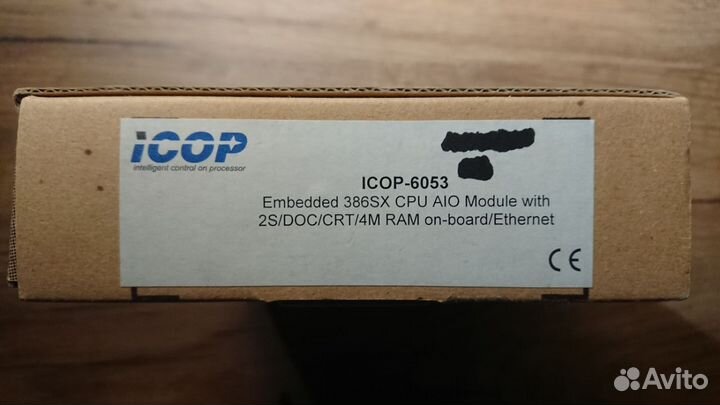 iCOP
intelligent control on processor
ICOP-6053
Embedded 386SX CPU AIO Module with
2S/DOC/CRT/4M RAM on-board/Ethernet
CE
Avito